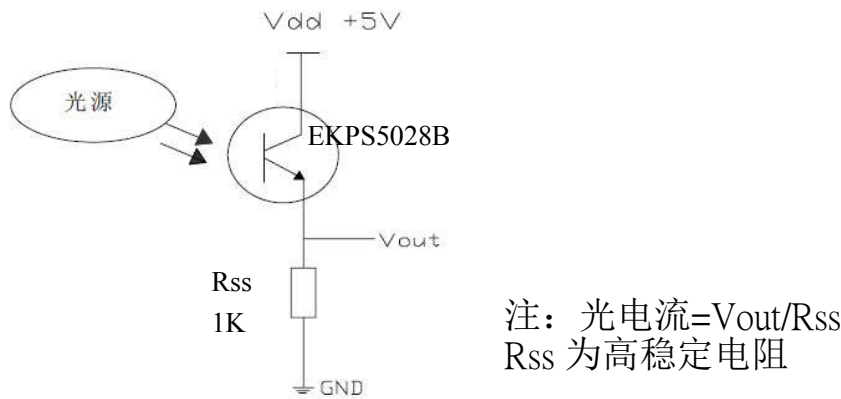 Vdd +5V
光源
EKPS5028B
Vout
Rss
1K
注：光电流=Vout/Rss
Rss 为高稳定电阻
GND